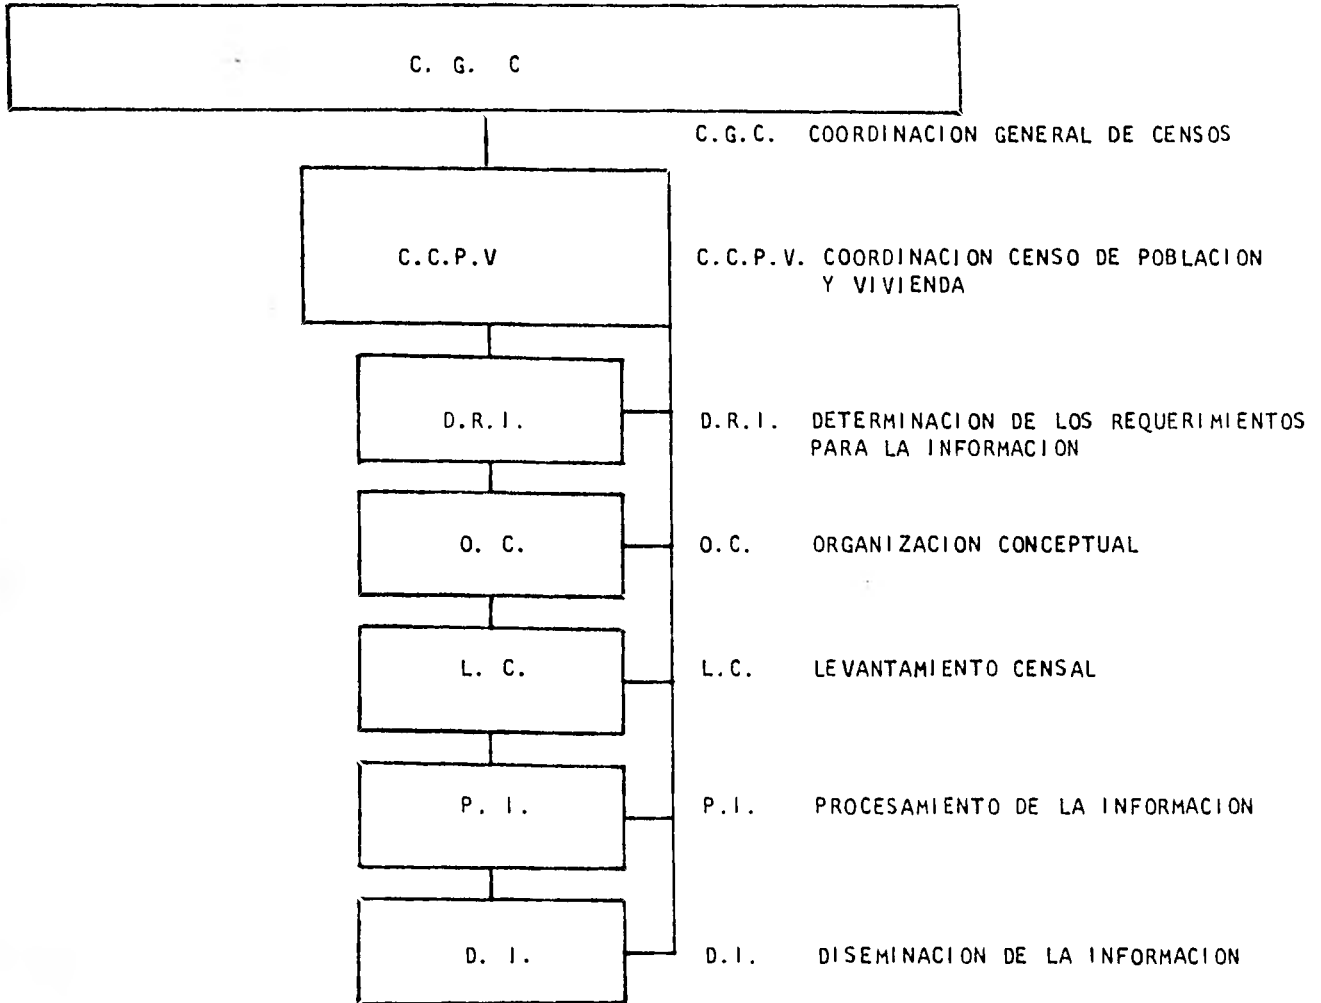 C. G. C
C.G.C. COORDINACION GENERAL DE CENSOS
C.C.P.V
C.C.P.V. COORDINACION CENSO DE POBLACION
Y VIVIENDA
D.R.I.
D.R.I. DETERMINACION DE LOS REQUERIMIENTOS
PARA LA INFORMACION
O. C.
O.C. ORGANIZACION CONCEPTUAL
L. C.
L.C. LEVANTAMIENTO CENSAL
P. I.
P.I. PROCESAMIENTO DE LA INFORMACION
D. I.
D.I. DISEMINACION DE LA INFORMACION